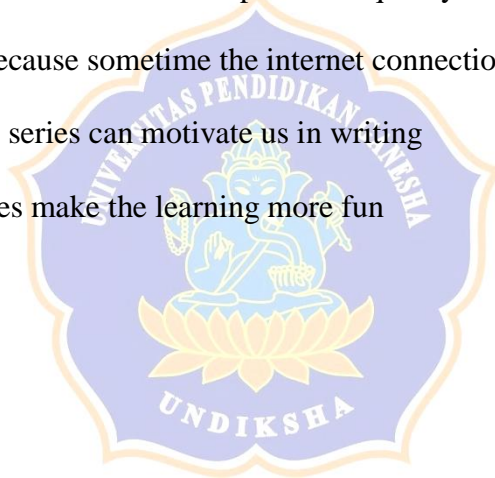 ecause sometime the internet connectio
series can motivate us in writing
es make the learning more fun
UNIVERSITAS PENDIDIKAN GANESHA
UNDIKSHA